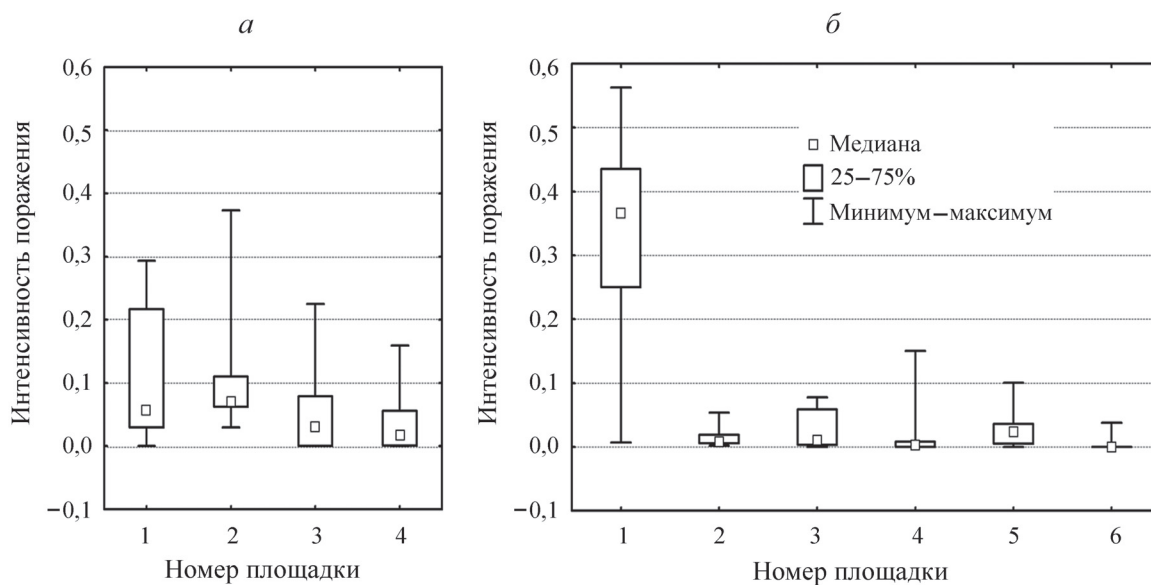 а
Интенсивность поражения
0,6
0,5
0,4
0,3
0,2
0,1
0,0
−0,1
1 2 3 4
Номер площадки
б
Интенсивность поражения
0,6
0,5
0,4
0,3
0,2
0,1
0,0
−0,1
Медиана
25−75%
Минимум−максимум
1 2 3 4 5 6
Номер площадки